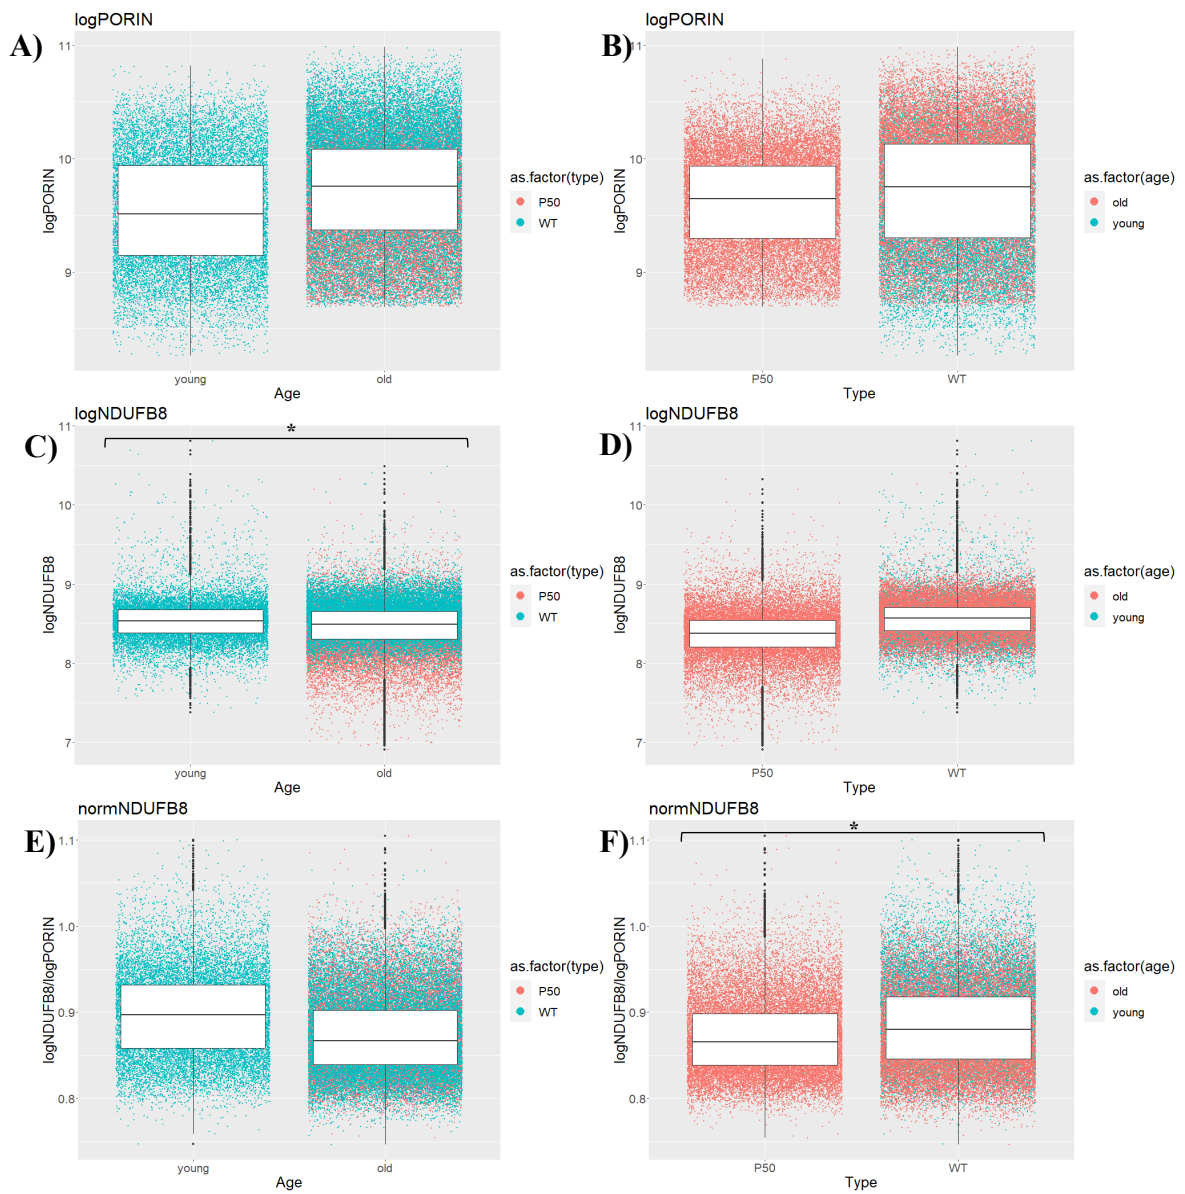 A)
logPORIN
11
10
9
logPORIN
young
old
Age
as.factor(type)
P50
WT
B)
logPORIN
11
10
9
logPORIN
P50
WT
Type
as.factor(age)
old
young
C)
logNDUFB8
*
11
10
9
8
7
logNDUFB8
young
old
Age
as.factor(type)
P50
WT
D)
logNDUFB8
11
10
9
8
7
logNDUFB8
P50
WT
Type
as.factor(age)
old
young
E)
normNDUFB8
1.1
1.0
0.9
0.8
logNDUFB8/logPORIN
young
old
Age
as.factor(type)
P50
WT
F)
normNDUFB8
*
1.1
1.0
0.9
0.8
logNDUFB8/logPORIN
P50
WT
Type
as.factor(age)
old
young